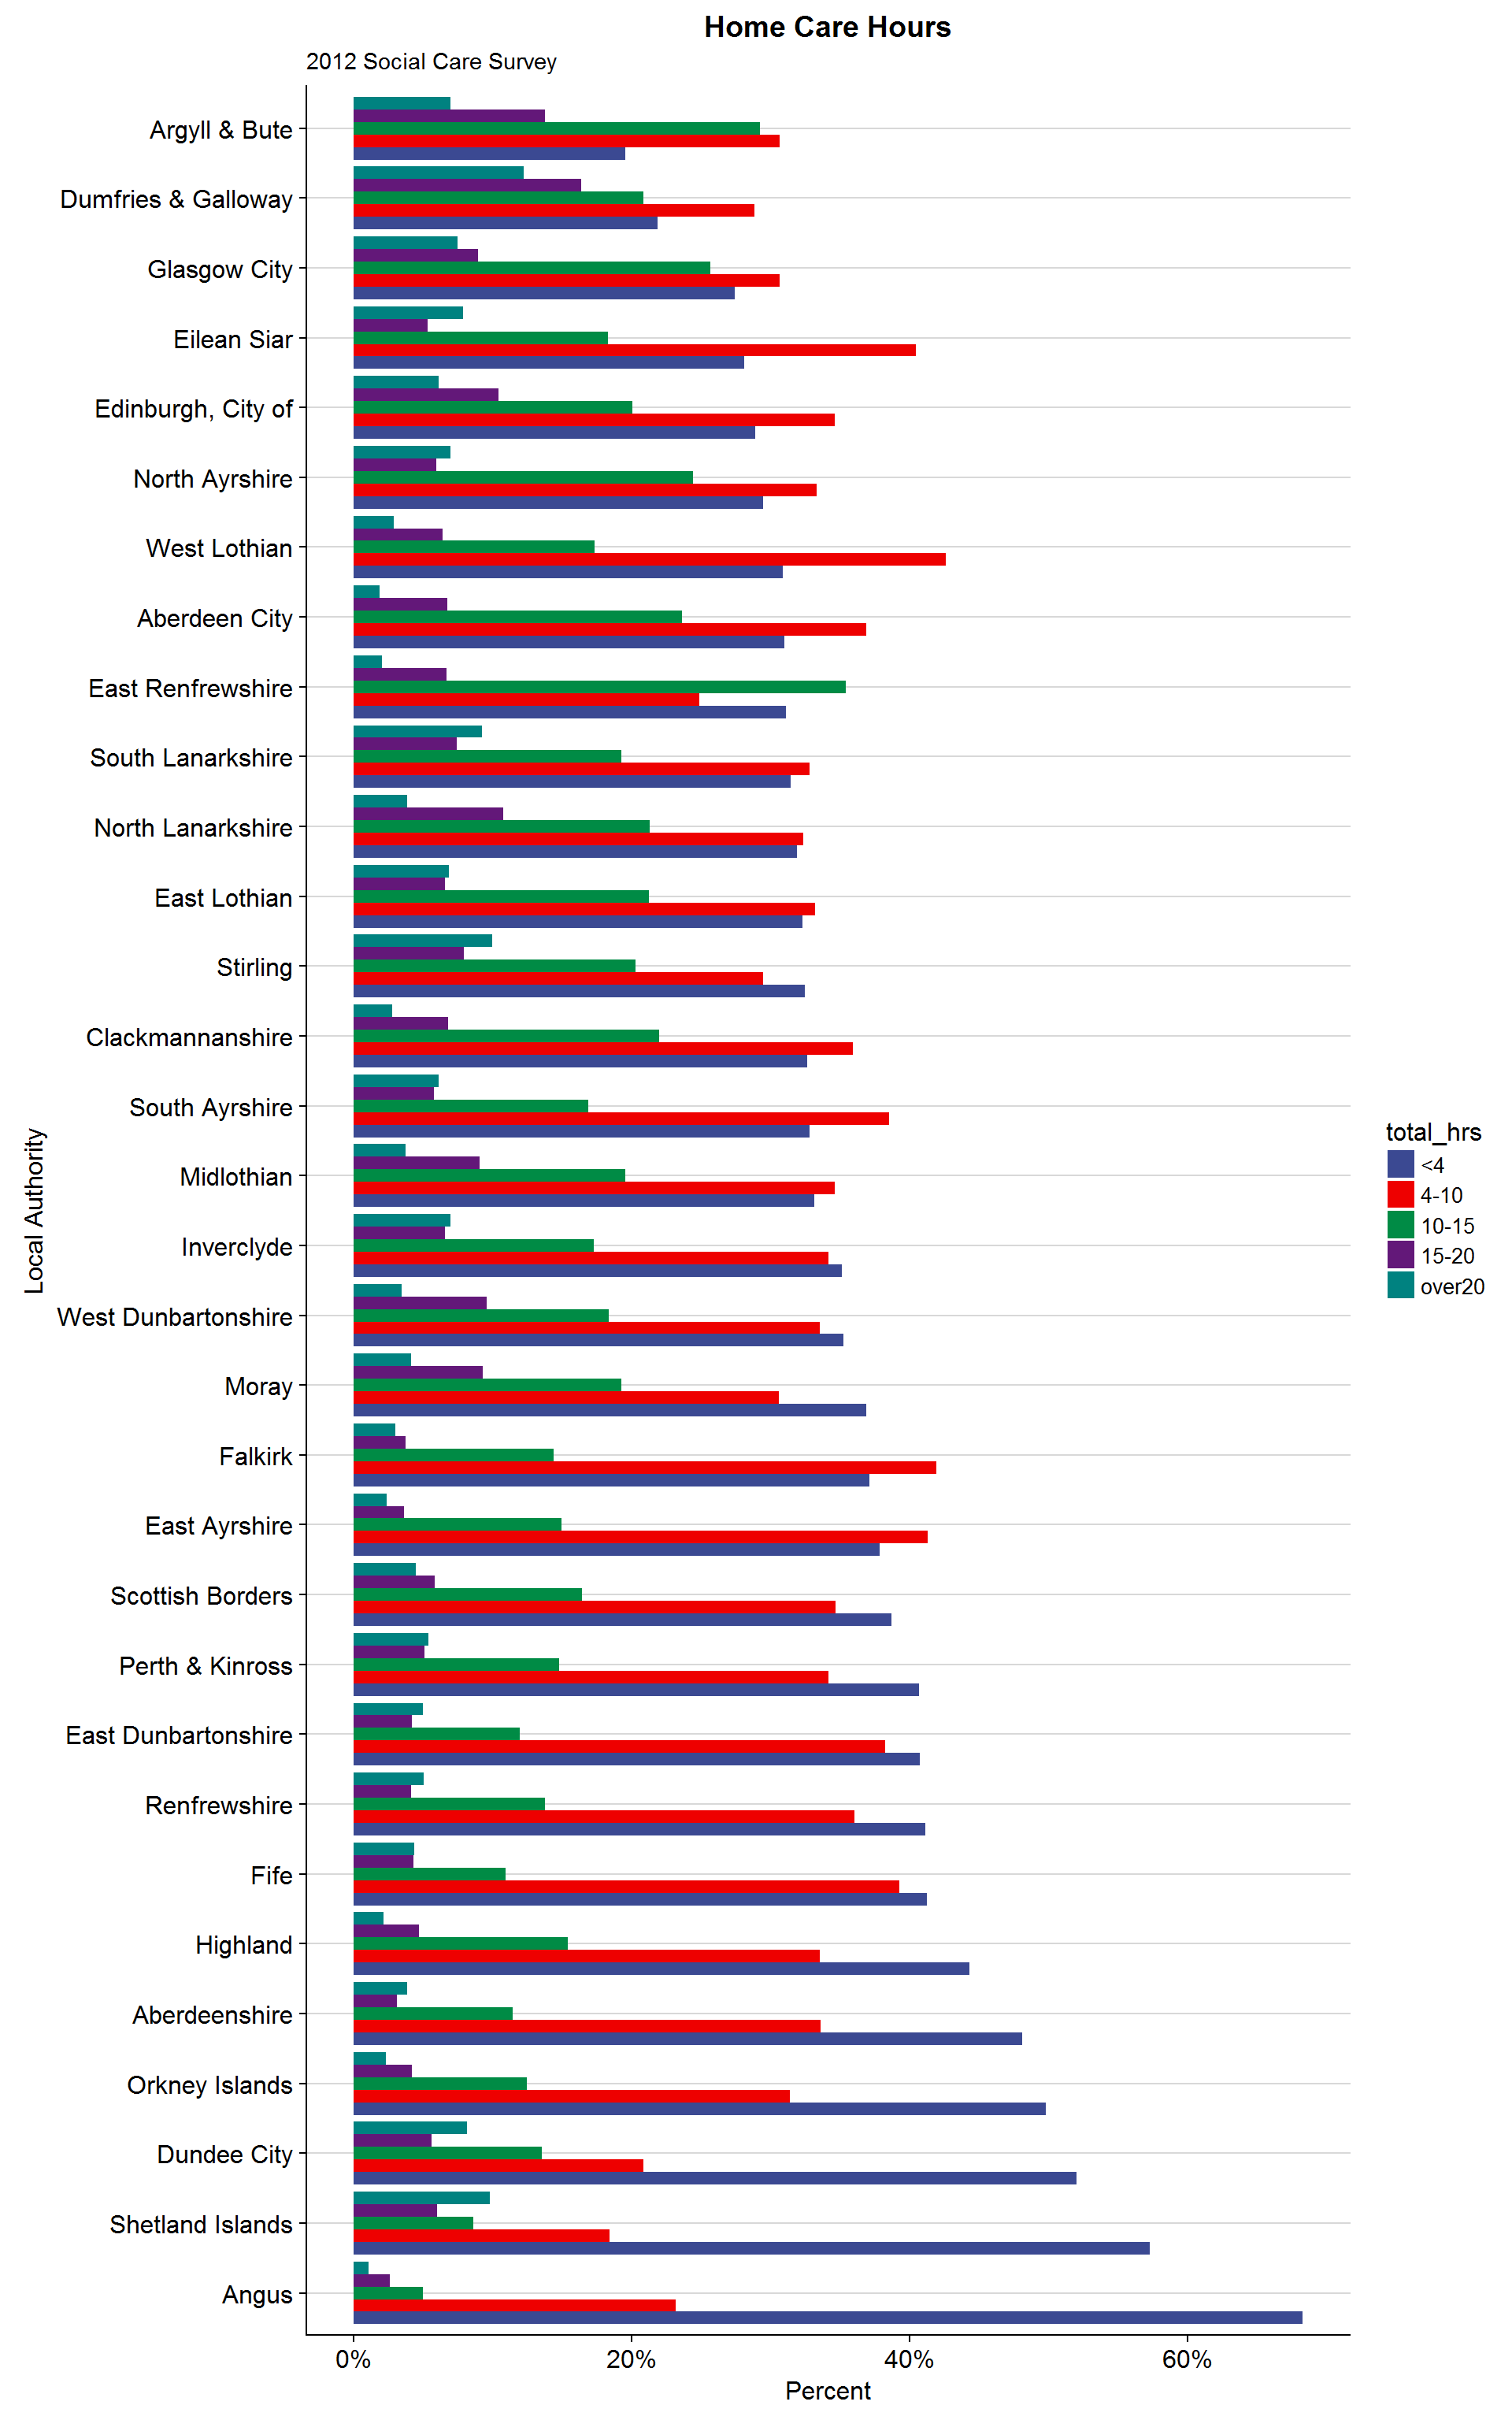 Home Care Hours
2012 Social Care Survey
Argyll & Bute
Dumfries & Galloway
Glasgow City
Eilean Siar
Edinburgh, City of
North Ayrshire
West Lothian
Aberdeen City
East Renfrewshire
South Lanarkshire
North Lanarkshire
East Lothian
Stirling
Clackmannanshire
South Ayrshire
Midlothian
Inverclyde
West Dunbartonshire
Moray
Falkirk
East Ayrshire
Scottish Borders
Perth & Kinross
East Dunbartonshire
Renfrewshire
Fife
Highland
Aberdeenshire
Orkney Islands
Dundee City
Shetland Islands
Angus
Local Authority
0% 20% 40% 60%
Percent
total_hrs
<4
4-10
10-15
15-20
over20